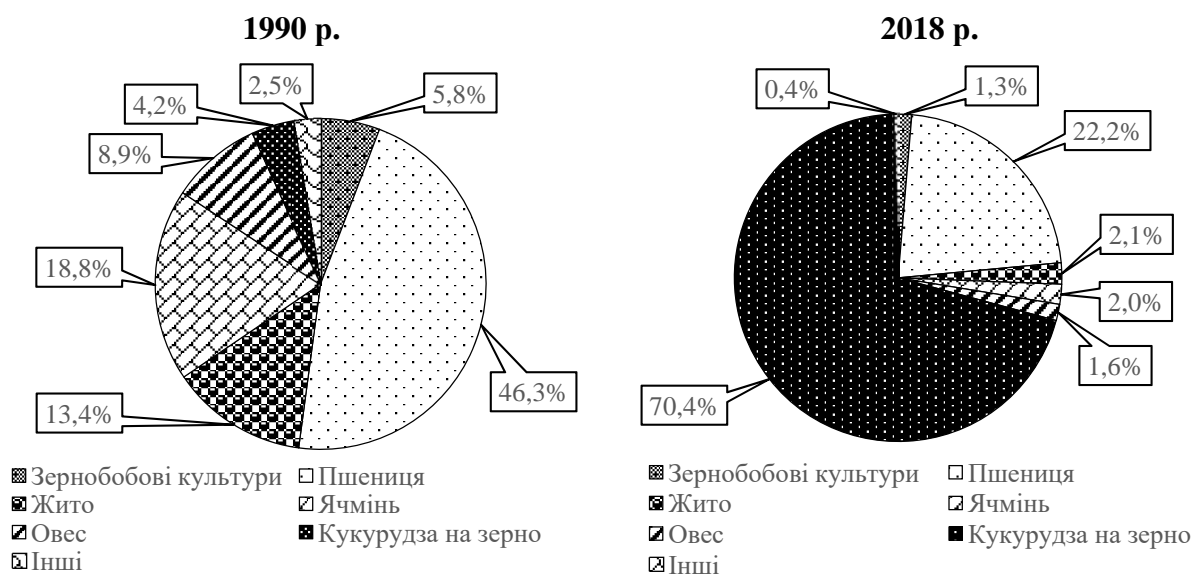 1990 р.
2,5%
5,8%
4,2%
8,9%
18,8%
46,3%
13,4%
Зернобобові культури
Пшениця
Жито
Ячмінь
Овес
Кукурудза на зерно
Інші
2018 р.
0,4%
1,3%
22,2%
2,1%
2,0%
1,6%
70,4%
Зернобобові культури
Пшениця
Жито
Ячмінь
Овес
Кукурудза на зерно
Інші